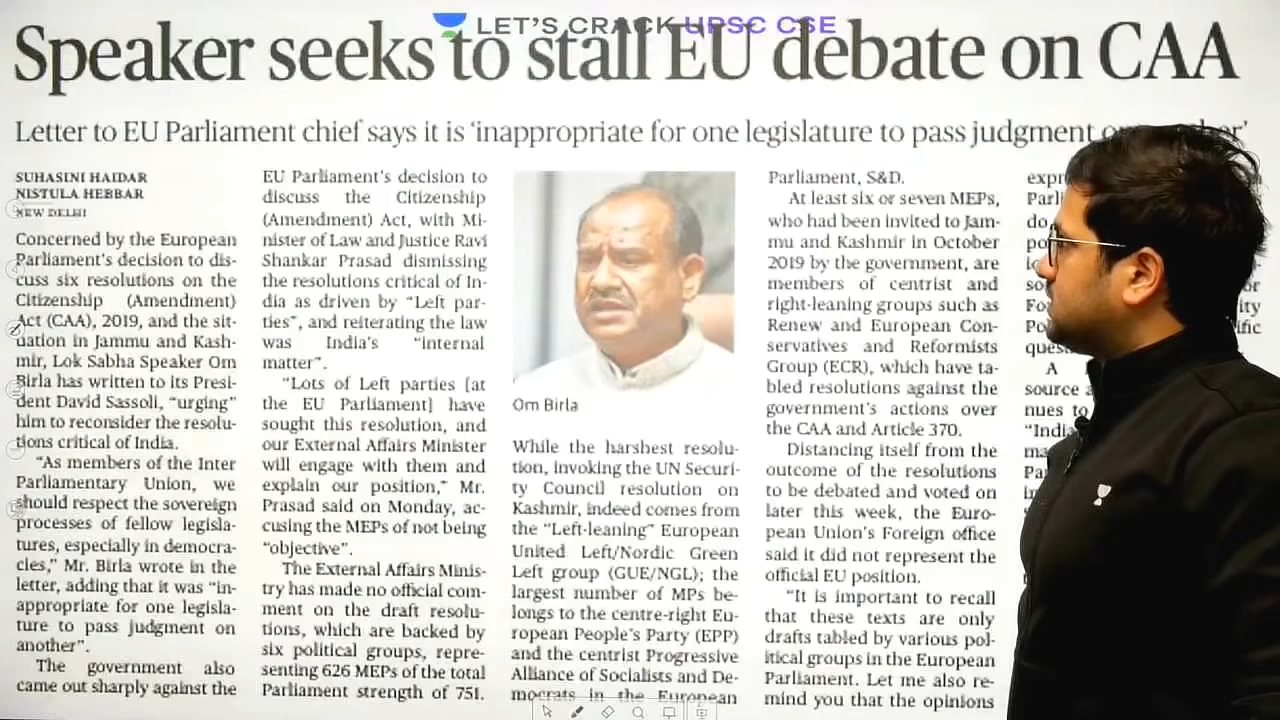 LET'S CRACK UPSC CSE
Speaker seeks to stall EU debate on CAA
Letter to EU Parliament chief says it is ‘inappropriate for one legislature to pass judgment
SUHASINI HAIDAR
NISTULA HEBBAR
NEW DELHI
Concerned by the European
Parliament's decision to dis-
cuss six resolutions on the
Citizenship (Amendment)
Act (CAA), 2019, and the sit-
uation in Jammu and Kash-
mir, Lok Sabha Speaker Om
Birla has written to its Presi-
dent David Sassoli, “urging”
him to reconsider the resolu-
tions critical of India.
“As members of the Inter
Parliamentary Union, we
should respect the sovereign
processes of fellow legisla-
tures, especially in democra-
cies,” Mr. Birla wrote in the
letter, adding that it was “in-
appropriate for one legisla-
ture to pass judgment on
another”.
The government also
came out sharply against the
EU Parliament's decision to
discuss the Citizenship
(Amendment) Act, with Mi-
nister of Law and Justice Ravi
Shankar Prasad dismissing
the resolutions critical of In-
dia as driven by “Left par-
ties”, and reiterating the law
was India's “internal
matter”.
“Lots of Left parties [at
the EU Parliament] have
sought this resolution, and
our External Affairs Minister
will engage with them and
explain our position,” Mr.
Prasad said on Monday, ac-
cusing the MEPs of not being
“objective”.
The External Affairs Minis-
try has made no official com-
ment on the draft resolu-
tions, which are backed by
six political groups, repre-
senting 626 MEPs of the total
Parliament strength of 751.
Om Birla
While the harshest resolu-
tion, invoking the UN Securi-
ty Council resolution on
Kashmir, indeed comes from
the “Left-leaning” European
United Left/Nordic Green
Left group (GUE/NGL); the
largest number of MPs be-
longs to the centre-right Eu-
ropean People's Party (EPP)
and the centrist Progressive
Alliance of Socialists and De-
mocrats in the European
Parliament, S&D.
At least six or seven MEPs,
who had been invited to Jam-
mu and Kashmir in October
2019 by the government, are
members of centrist and
right-leaning groups such as
Renew and European Con-
servatives and Reformists
Group (ECR), which have ta-
bled resolutions against the
government's actions over
the CAA and Article 370.
Distancing itself from the
outcome of the resolutions
to be debated and voted on
later this week, the Euro-
pean Union's Foreign office
said it did not represent the
official EU position.
“It is important to recall
that these texts are only
drafts tabled by various pol-
itical groups in the European
Parliament. Let me also re-
mind you that the opinions
A
source